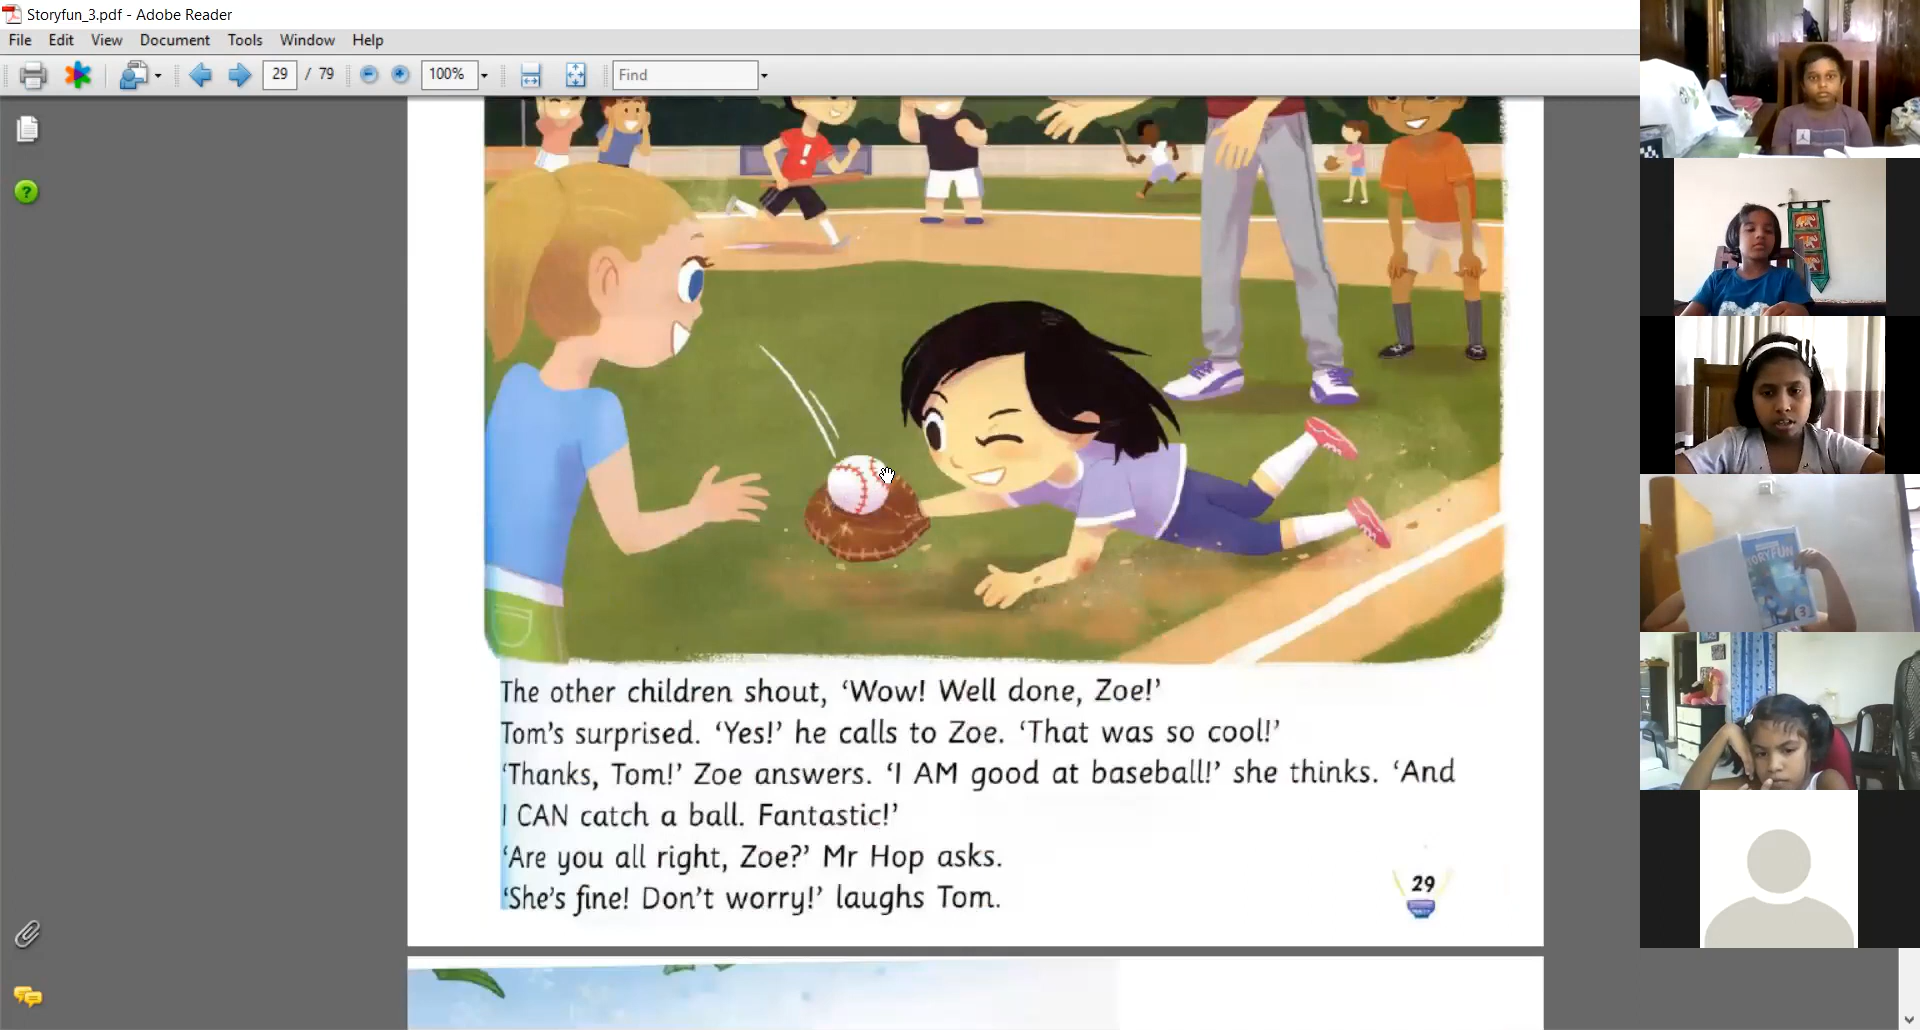 Storyfun_3.pdf - Adobe Reader
File Edit View Document Tools Window Help
29 / 79 100% Find
The other children shout, ‘Wow! Well done, Zoe!’
Tom’s surprised. ‘Yes!’ he calls to Zoe. ‘That was so cool!’
‘Thanks, Tom!’ Zoe answers. ‘I AM good at baseball!’ she thinks. ‘And
I CAN catch a ball. Fantastic!’
‘Are you all right, Zoe?’ Mr Hop asks.
‘She’s fine! Don’t worry!’ laughs Tom.
29
STORYFUN
3